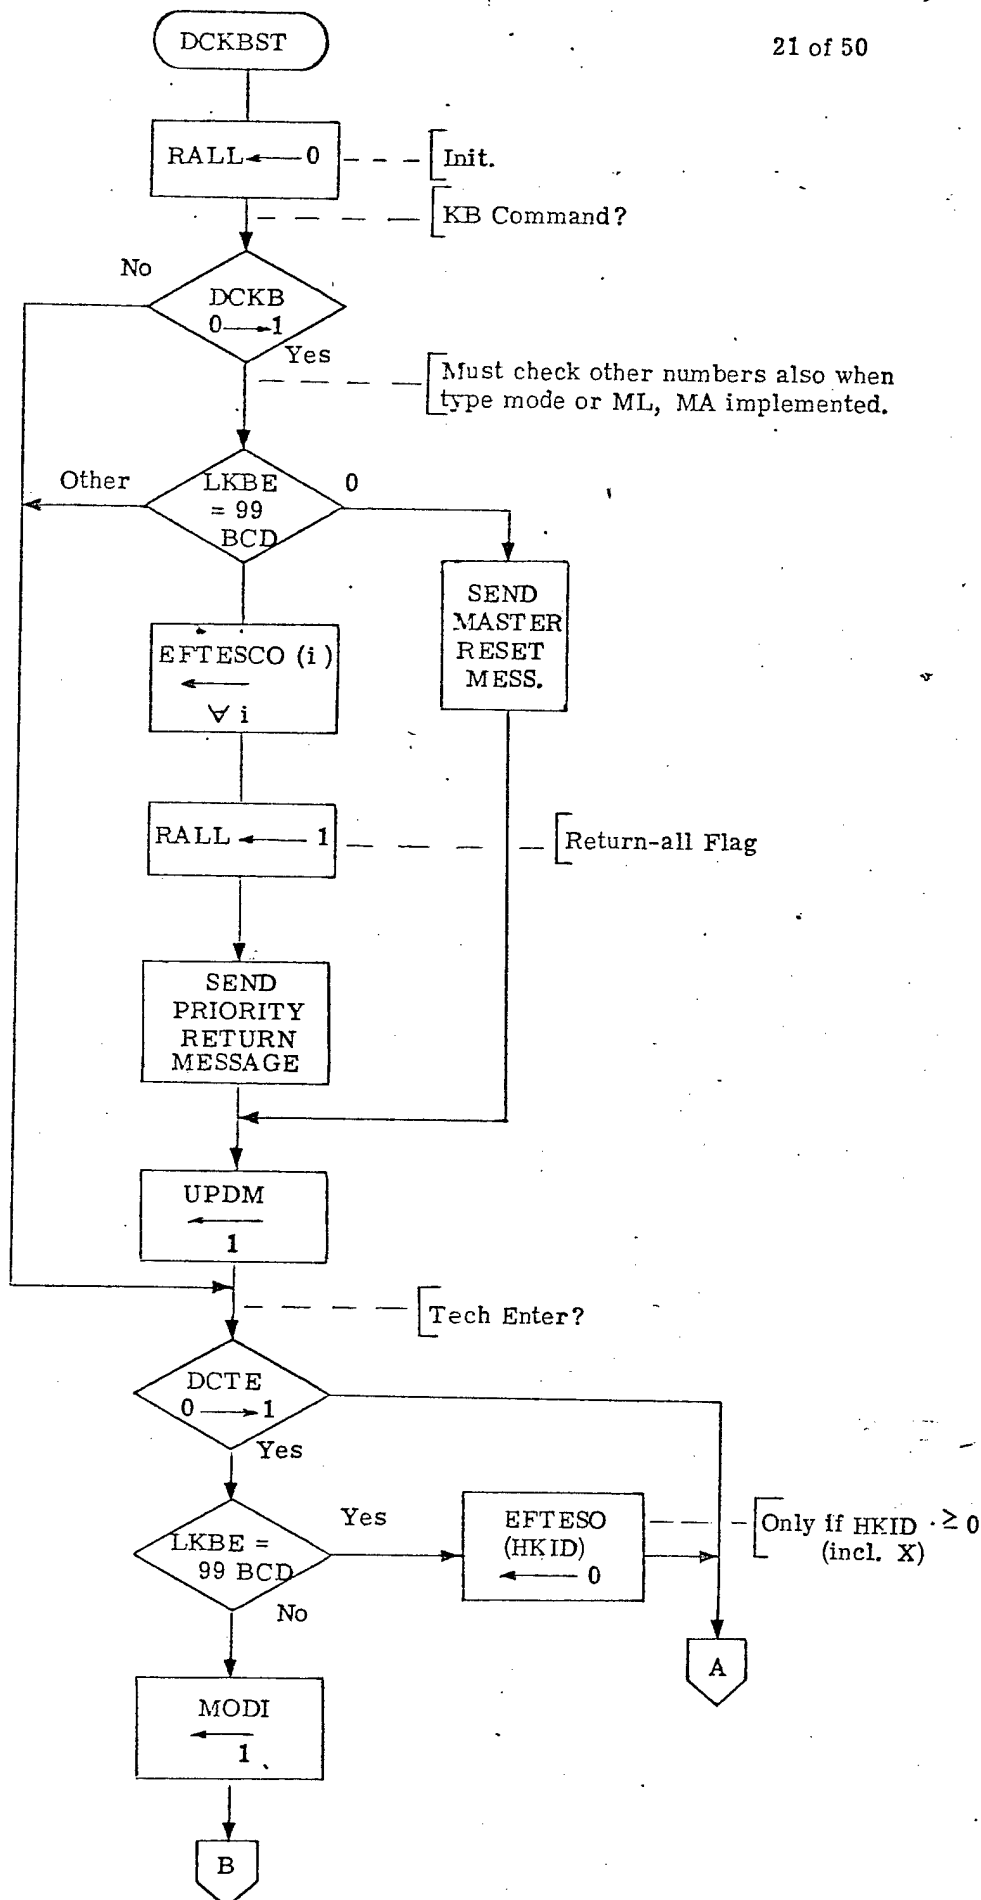 DCKBST
21 of 50
RALL ← 0
Init.
KB Command?
No
DCKB
0 → 1
Yes
Must check other numbers also when
type mode or ML, MA implemented.
Other
LKBE
= 99
BCD
0
SEND
MASTER
RESET
MESS.
EFTESCO (i)
←
∀ i
RALL ← 1
Return-all Flag
SEND
PRIORITY
RETURN
MESSAGE
UPDM
←
1
Tech Enter?
DCTE
0 → 1
Yes
LKBE =
99 BCD
Yes
EFTESO
(HKID)
← 0
Only if HKID ≥ 0
(incl. X)
No
A
MODI
←
1
B